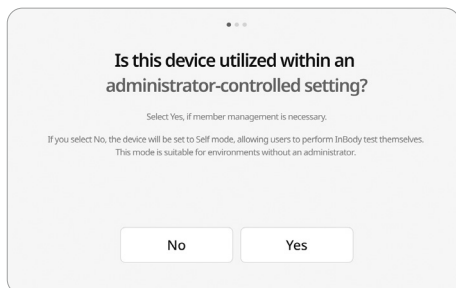 Is this device utilized within an
administrator-controlled setting?
Select Yes, if member management is necessary.
If you select No, the device will be set to Self mode, allowing users to perform InBody test themselves.
This mode is suitable for environments without an administrator.
No
Yes